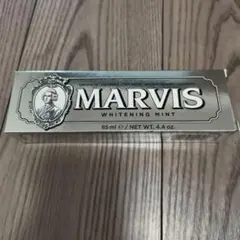 MARVIS
WHITENING MINT
85 ml ℮ / NET WT. 4.4 oz.